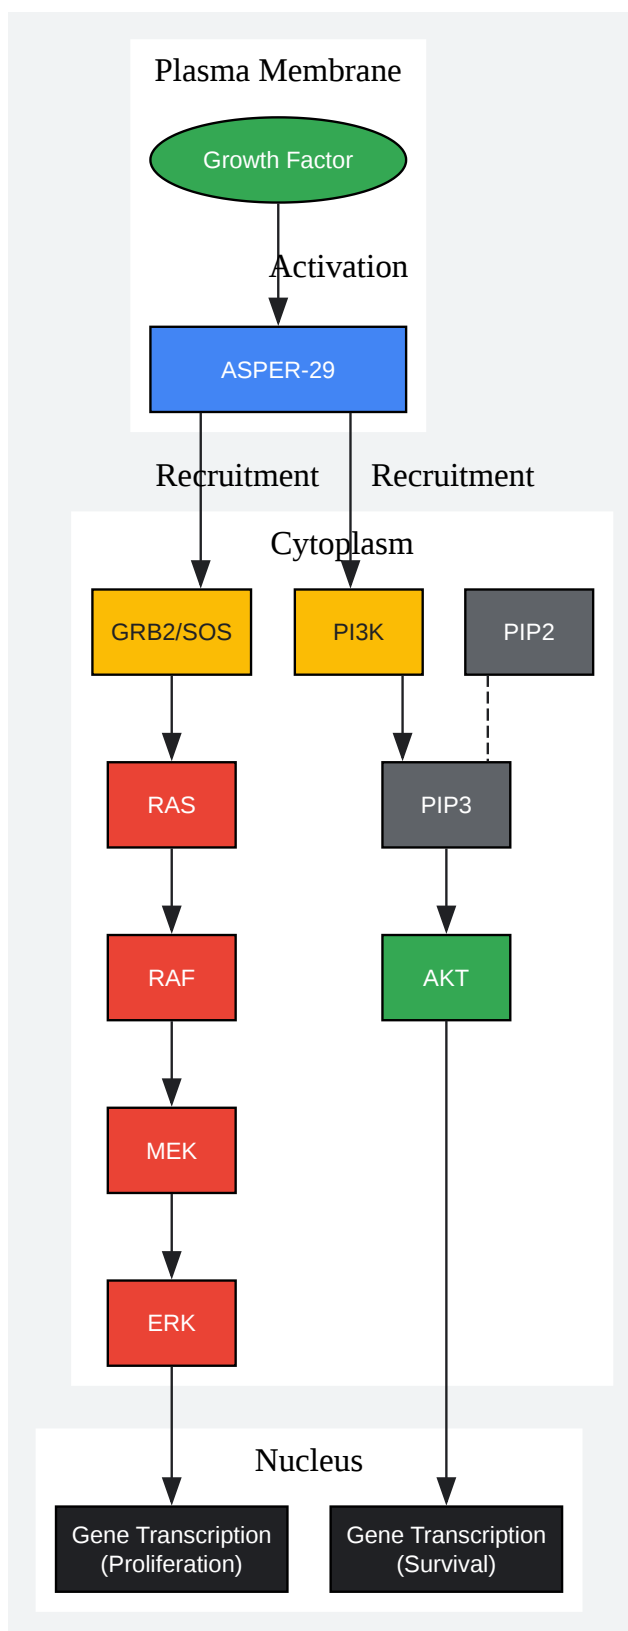 Plasma Membrane
Growth Factor
Activation
ASPER-29
Recruitment
Recruitment
Cytoplasm
GRB2/SOS
PI3K
PIP2
RAS
PIP3
RAF
AKT
MEK
ERK
Nucleus
Gene Transcription
(Proliferation)
Gene Transcription
(Survival)